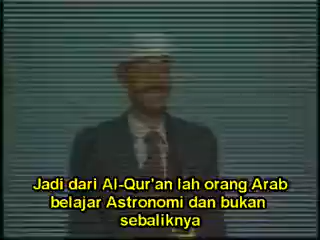 Jadi dari Al-Qur'an lah orang Arab
belajar Astronomi dan bukan
sebaliknya